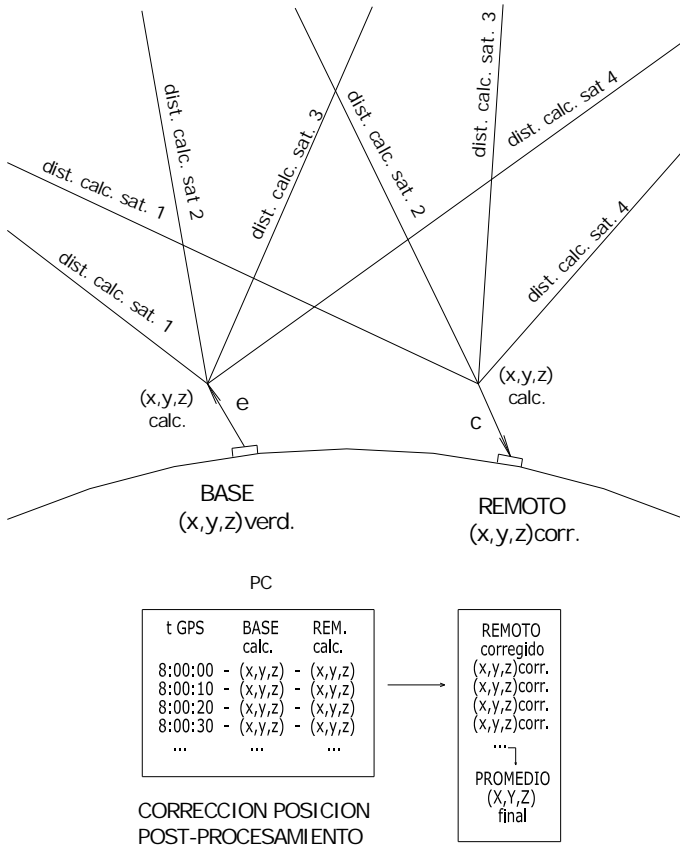 dist. calc. sat. 3
dist. calc. sat 2
dist. calc. sat. 3
dist. calc. sat 4
dist. calc. sat. 2
dist. calc. sat. 1
dist. calc. sat. 4
dist. calc. sat. 1
(x,y,z)
calc.
e
(x,y,z)
calc.
c
BASE
(x,y,z)verd.
REMOTO
(x,y,z)corr.
PC
t GPS BASE REM.
calc. calc.
8:00:00 - (x,y,z) - (x,y,z)
8:00:10 - (x,y,z) - (x,y,z)
8:00:20 - (x,y,z) - (x,y,z)
8:00:30 - (x,y,z) - (x,y,z)
... ... ...
REMOTO
corregido
(x,y,z)corr.
(x,y,z)corr.
(x,y,z)corr.
(x,y,z)corr.
...
PROMEDIO
(X,Y,Z)
final
CORRECCION POSICION
POST-PROCESAMIENTO